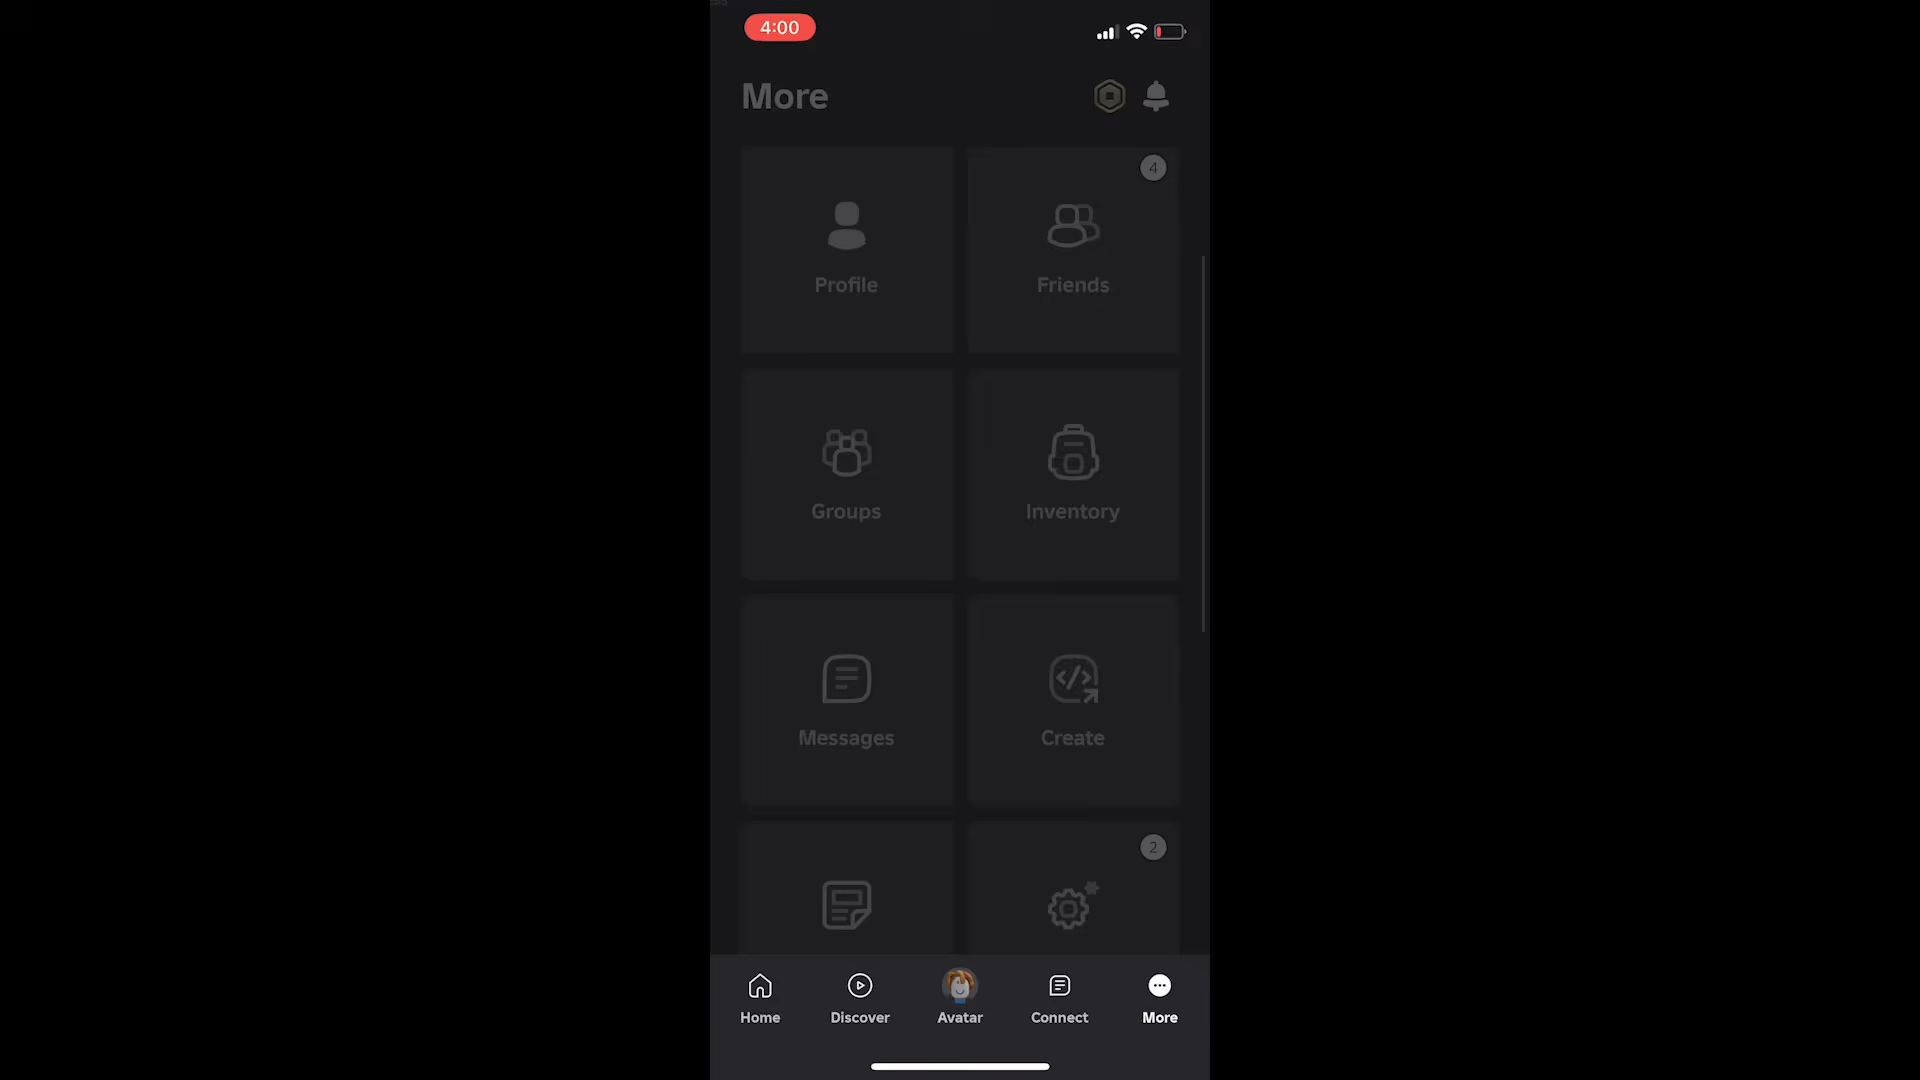 4:00
More
4
Profile
Friends
Groups
Inventory
Messages
Create
2
Home
Discover
Avatar
Connect
More